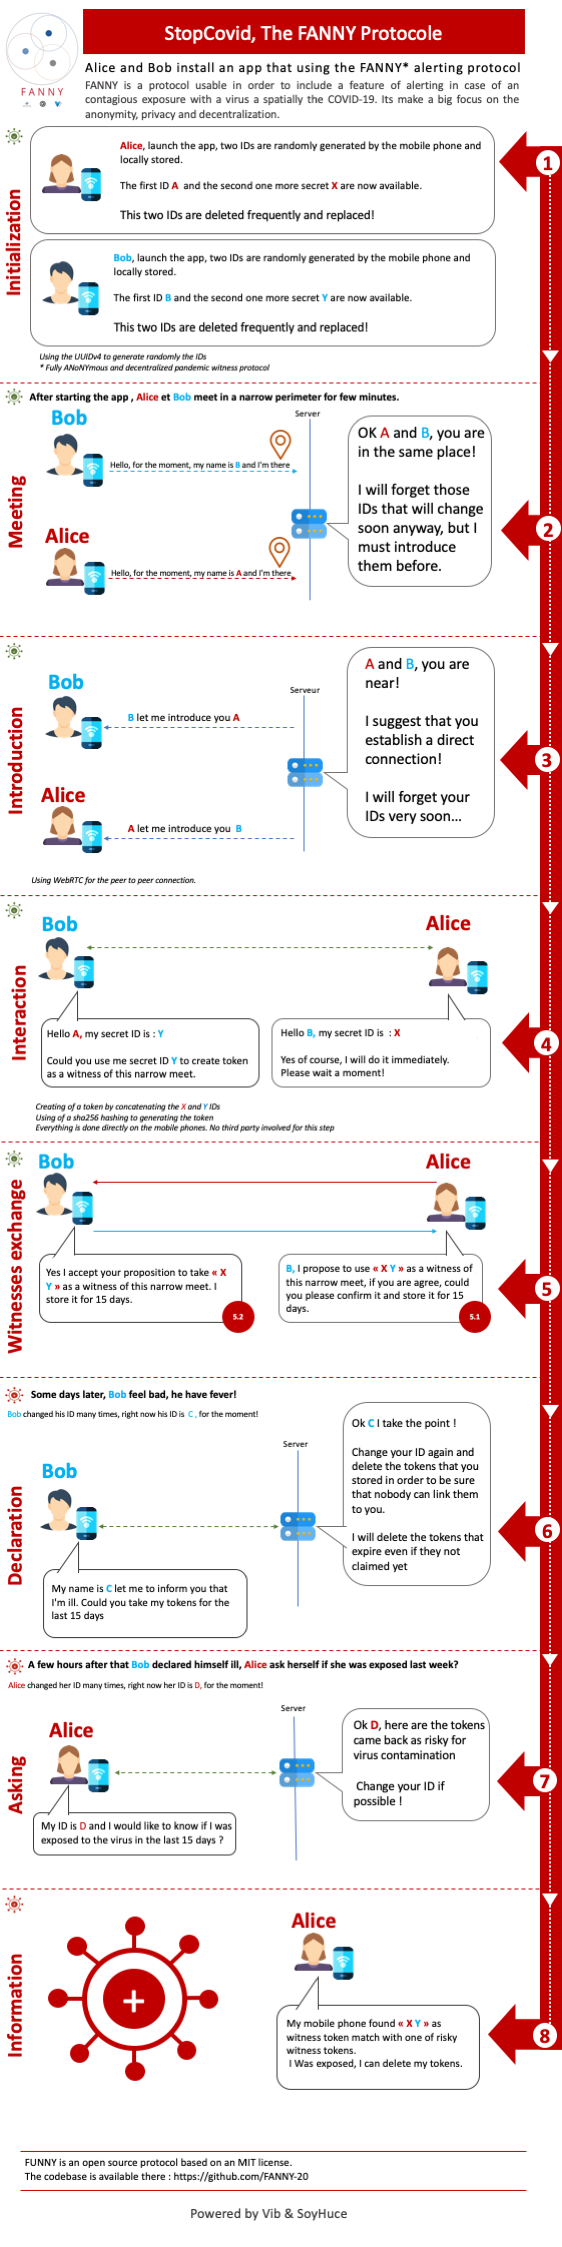 StopCovid, The FANNY Protocole
FANNY
Alice and Bob install an app that using the FANNY* alerting protocol
FANNY is a protocol usable in order to include a feature of alerting in case of an
contagious exposure with a virus a spatially the COVID-19. Its make a big focus on the
anonymity, privacy and decentralization.
Initialization
1
Alice, launch the app, two IDs are randomly generated by the mobile phone and
locally stored.
The first ID A and the second one more secret X are now available.
This two IDs are deleted frequently and replaced!
Bob, launch the app, two IDs are randomly generated by the mobile phone and
locally stored.
The first ID B and the second one more secret Y are now available.
This two IDs are deleted frequently and replaced!
Using the UUIDv4 to generate randomly the IDs
* Fully ANoNYmous and decentralized pandemic witness protocol
After starting the app , Alice et Bob meet in a narrow perimeter for few minutes.
Meeting
2
Bob
Server
Hello, for the moment, my name is B and I'm there
Alice
Hello, for the moment, my name is A and I'm there
OK A and B, you are
in the same place!
I will forget those
IDs that will change
soon anyway, but I
must introduce
them before.
Introduction
3
Bob
Serveur
B let me introduce you A
Alice
A let me introduce you B
A and B, you are
near!
I suggest that you
establish a direct
connection!
I will forget your
IDs very soon...
Using WebRTC for the peer to peer connection.
Interaction
4
Bob
Alice
Hello A, my secret ID is : Y
Could you use me secret ID Y to create token
as a witness of this narrow meet.
Hello B, my secret ID is : X
Yes of course, I will do it immediately.
Please wait a moment!
Creating of a token by concatenating the X and Y IDs
Using of a sha256 hashing to generating the token
Everything is done directly on the mobile phones. No third party involved for this step
Witnesses exchange
5
Bob
Alice
Yes I accept your proposition to take « X
Y » as a witness of this narrow meet. I
store it for 15 days.
5.2
B, I propose to use « X Y » as a witness of
this narrow meet, if you are agree, could
you please confirm it and store it for 15
days.
5.1
Some days later, Bob feel bad, he have fever!
Bob changed his ID many times, right now his ID is C , for the moment!
Declaration
6
Bob
Server
My name is C let me to inform you that
I'm ill. Could you take my tokens for the
last 15 days
Ok C I take the point !
Change your ID again and
delete the tokens that you
stored in order to be sure
that nobody can link them
to you.
I will delete the tokens that
expire even if they not
claimed yet
A few hours after that Bob declared himself ill, Alice ask herself if she was exposed last week?
Alice changed her ID many times, right now her ID is D, for the moment!
Asking
7
Alice
Server
My ID is D and I would like to know if I was
exposed to the virus in the last 15 days ?
Ok D, here are the tokens
came back as risky for
virus contamination
Change your ID if
possible !
Information
8
Alice
My mobile phone found « X Y » as
witness token match with one of risky
witness tokens.
I Was exposed, I can delete my tokens.
FUNNY is an open source protocol based on an MIT license.
The codebase is available there : https://github.com/FANNY-20
Powered by Vib & SoyHuce